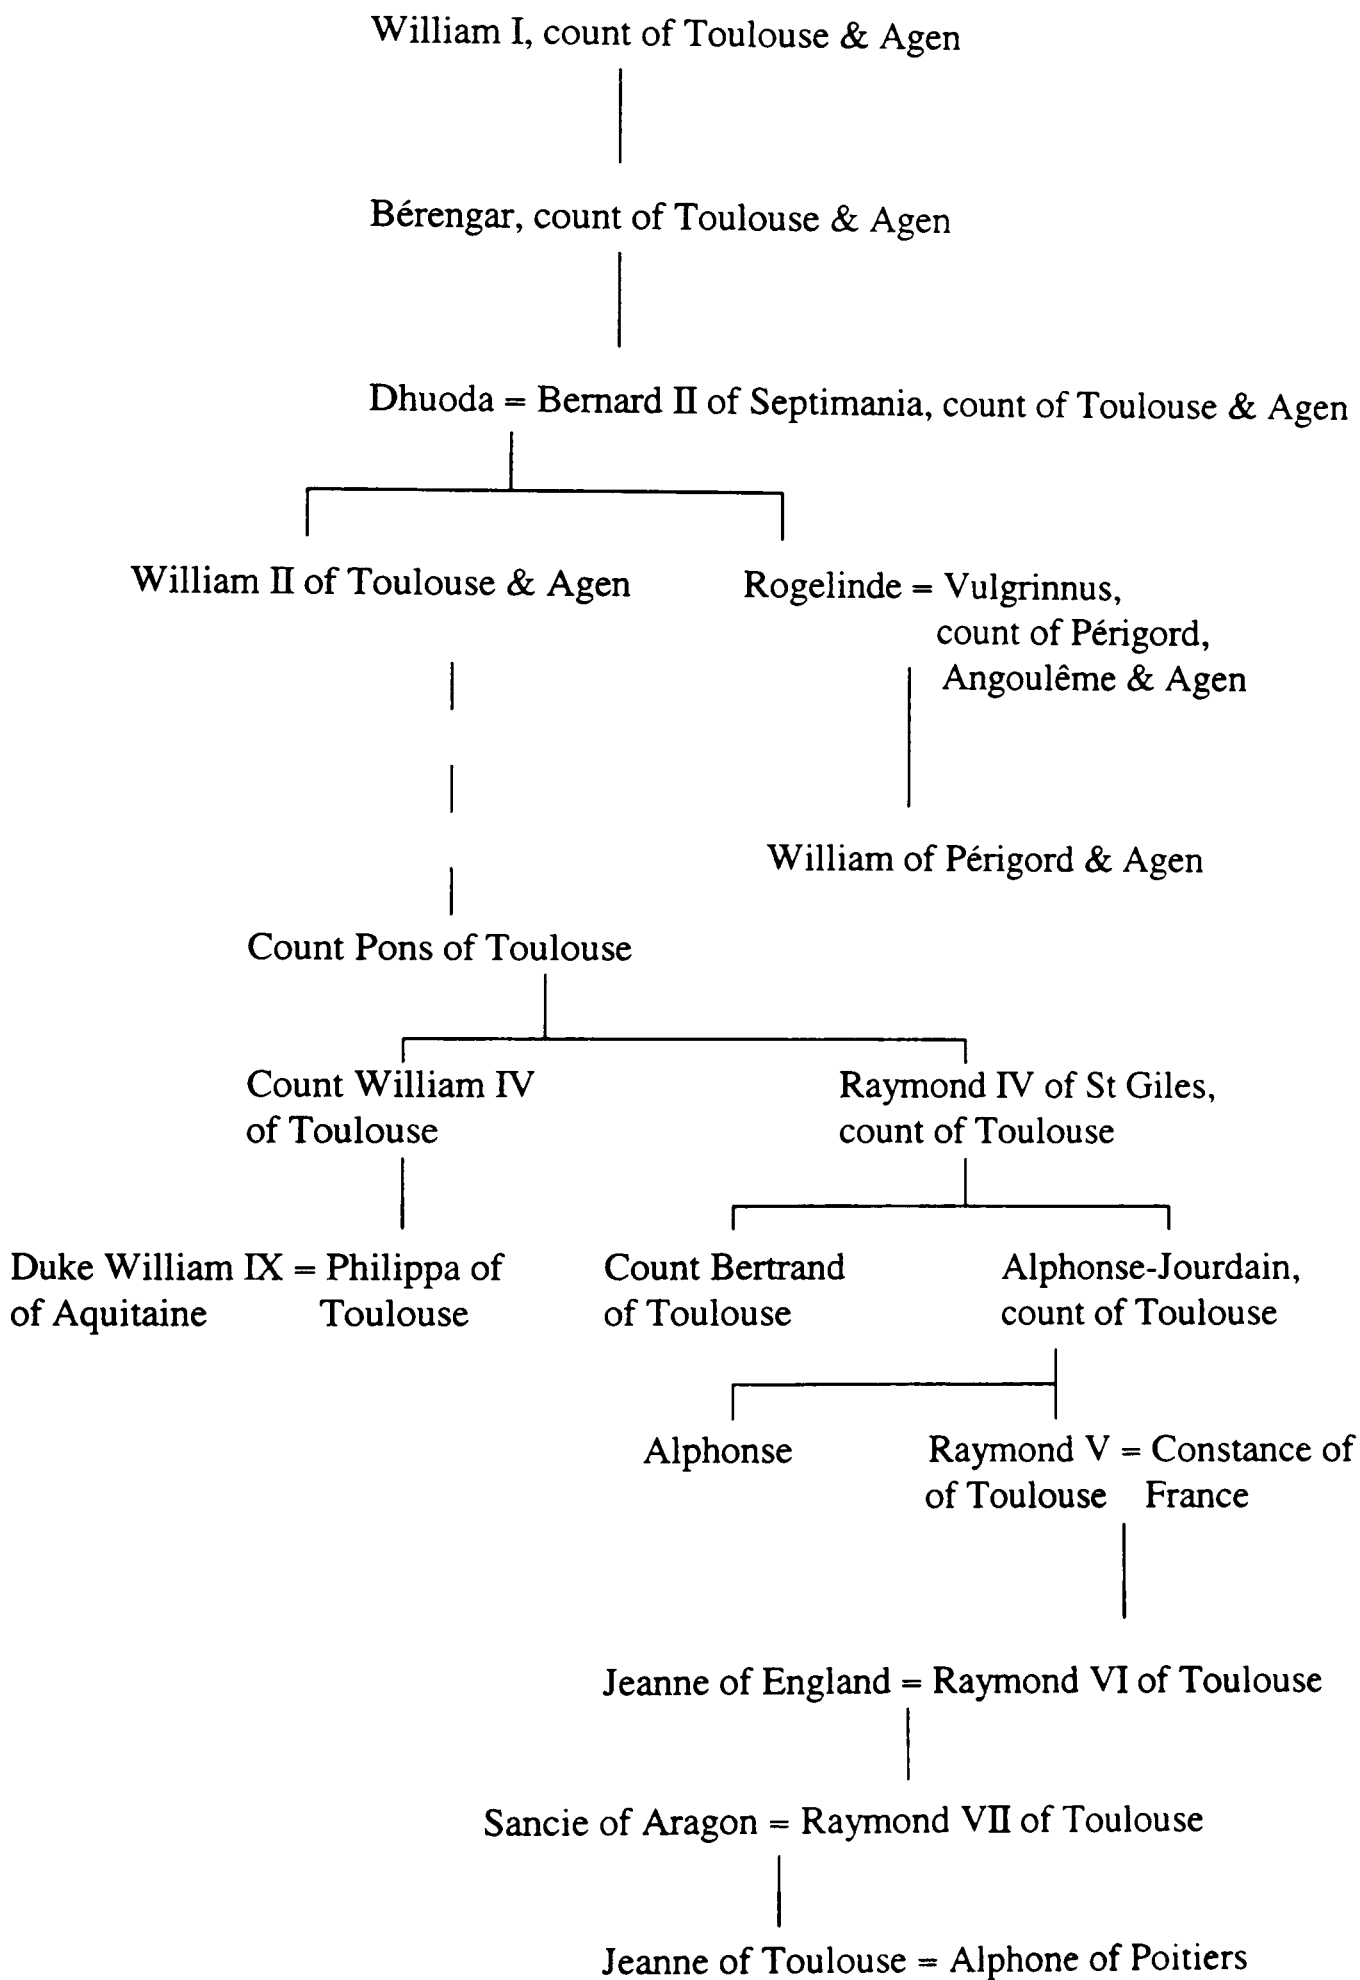 William I, count of Toulouse & Agen
Bérengar, count of Toulouse & Agen
Dhuoda = Bernard II of Septimania, count of Toulouse & Agen
William II of Toulouse & Agen
Rogelinde = Vulgrinnus,
count of Périgord,
Angoulême & Agen
William of Périgord & Agen
Count Pons of Toulouse
Count William IV
of Toulouse
Raymond IV of St Giles,
count of Toulouse
Duke William IX = Philippa of
of Aquitaine Toulouse
Count Bertrand
of Toulouse
Alphonse-Jourdain,
count of Toulouse
Alphonse
Raymond V = Constance of
of Toulouse France
Jeanne of England = Raymond VI of Toulouse
Sancie of Aragon = Raymond VII of Toulouse
Jeanne of Toulouse = Alphone of Poitiers